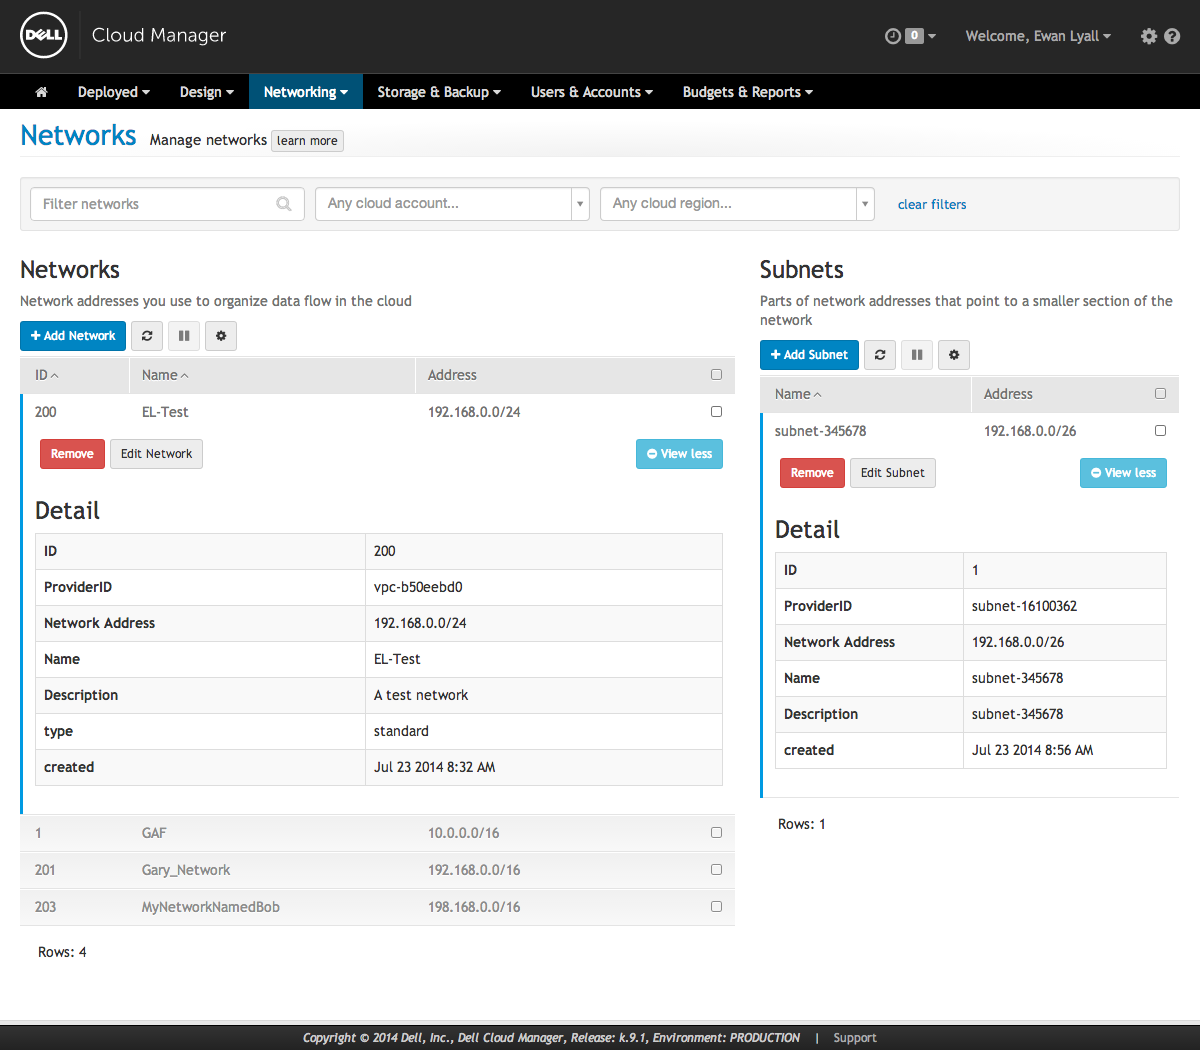 DELL Cloud Manager 0 Welcome, Ewan Lyall
Deployed Design Networking Storage & Backup Users & Accounts Budgets & Reports
Networks Manage networks learn more
Filter networks Any cloud account... Any cloud region... clear filters
Networks
Network addresses you use to organize data flow in the cloud
Add Network
ID Name Address
200 EL-Test 192.168.0.0/24
Remove Edit Network View less
Detail
ID 200
ProviderID vpc-b50eebd0
Network Address 192.168.0.0/24
Name EL-Test
Description A test network
type standard
created Jul 23 2014 8:32 AM
1 GAF 10.0.0.0/16
201 Gary_Network 192.168.0.0/16
203 MyNetworkNamedBob 198.168.0.0/16
Rows: 4
Subnets
Parts of network addresses that point to a smaller section of the
network
Add Subnet
Name Address
subnet-345678 192.168.0.0/26
Remove Edit Subnet View less
Detail
ID 1
ProviderID subnet-16100362
Network Address 192.168.0.0/26
Name subnet-345678
Description subnet-345678
created Jul 23 2014 8:56 AM
Rows: 1
Copyright © 2014 Dell, Inc., Dell Cloud Manager, Release: k.9.1, Environment: PRODUCTION | Support